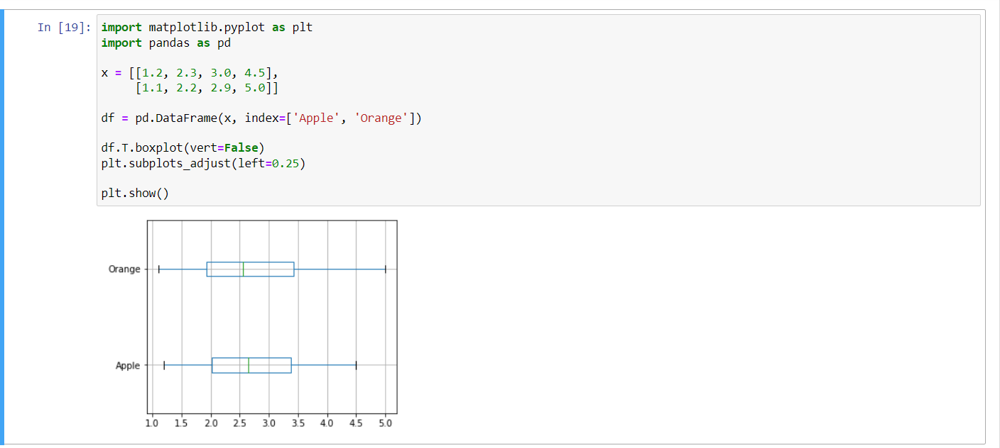 In [19]: import matplotlib.pyplot as plt
import pandas as pd
x = [[1.2, 2.3, 3.0, 4.5],
     [1.1, 2.2, 2.9, 5.0]]
df = pd.DataFrame(x, index=['Apple', 'Orange'])
df.T.boxplot(vert=False)
plt.subplots_adjust(left=0.25)
plt.show()
Orange
Apple
1.0 1.5 2.0 2.5 3.0 3.5 4.0 4.5 5.0